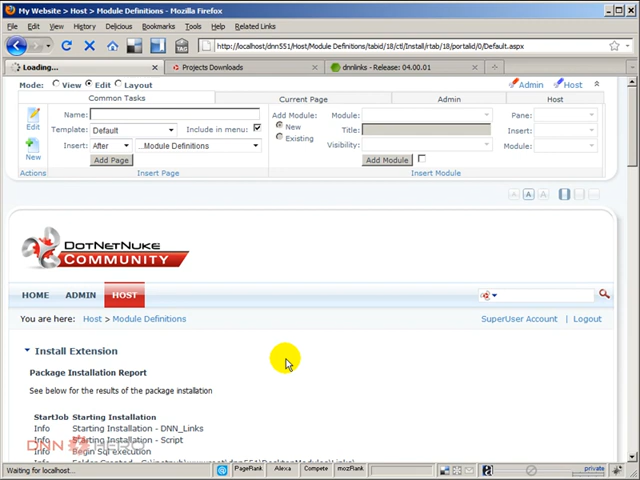 My Website > Host > Module Definitions - Mozilla Firefox
File Edit View History Delicious Bookmarks Tools Related Links
TAG
http://localhost/dnn551/Host/Module Definitions/tabid/18/ctl/Install/rtab/18/portalid/0/Default.aspx
Loading... Projects Downloads dnnlinks - Release: 04.00.01
Mode: View Edit Layout Admin Host
Common Tasks Current Page Admin Host
Edit
New
Actions
Name:
Template: Default Include in menu:
Insert: After ...Module Definitions
Add Page
Insert Page
Add Module: Module: Pane:
New Title: Insert:
Existing Visibility: Module:
Add Module
Insert Module
A A A
DOTNETNUKE
COMMUNITY
HOME ADMIN HOST
You are here: Host > Module Definitions SuperUser Account | Logout
Install Extension
Package Installation Report
See below for the results of the package installation
StartJob Starting Installation
Info Starting Installation - DNN_Links
Info Starting Installation - Script
Info Begin Sql execution
DNN HERO
Waiting for localhost... PageRank Alexa Compete mozRank private